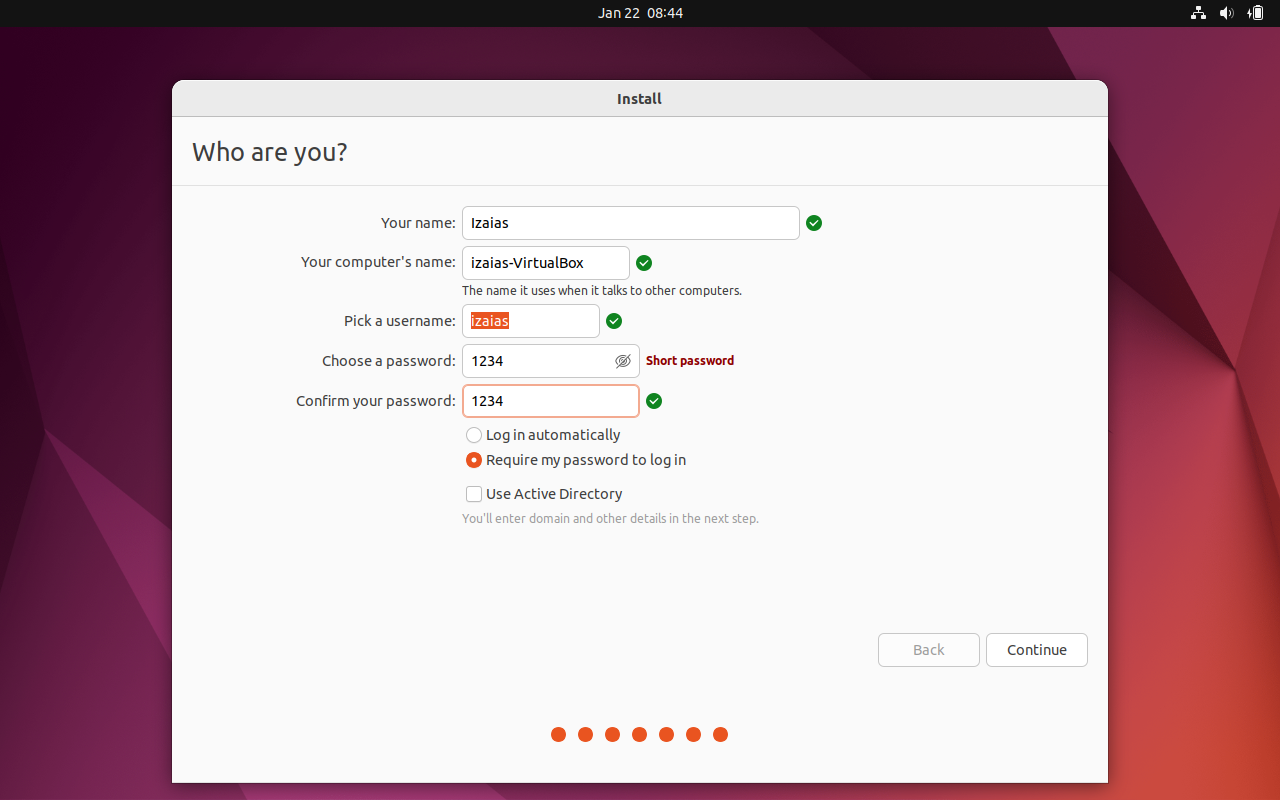 Jan 22 08:44
Install
Who are you?
Your name: Izaias
Your computer's name: izaias-VirtualBox
The name it uses when it talks to other computers.
Pick a username: izaias
Choose a password: 1234 Short password
Confirm your password: 1234
Log in automatically
Require my password to log in
Use Active Directory
You'll enter domain and other details in the next step.
Back Continue